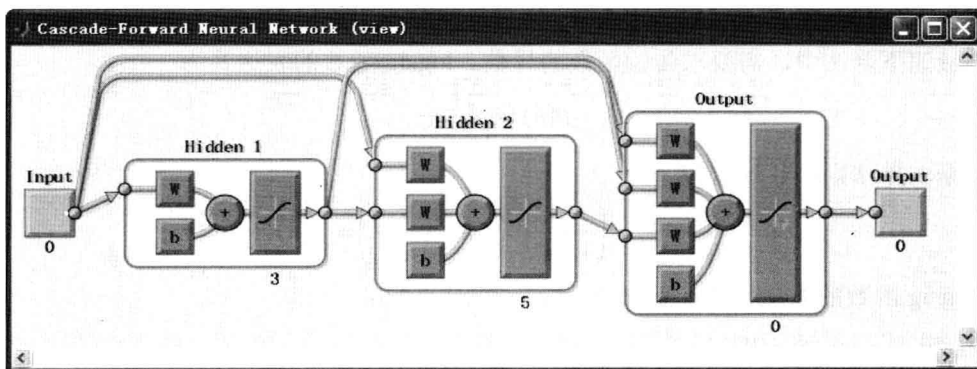 Cascade-Forward Neural Network (view)
Input
0
Hidden 1
W
b
+
3
Hidden 2
W
W
b
+
5
Output
W
W
W
b
+
0
Output
0